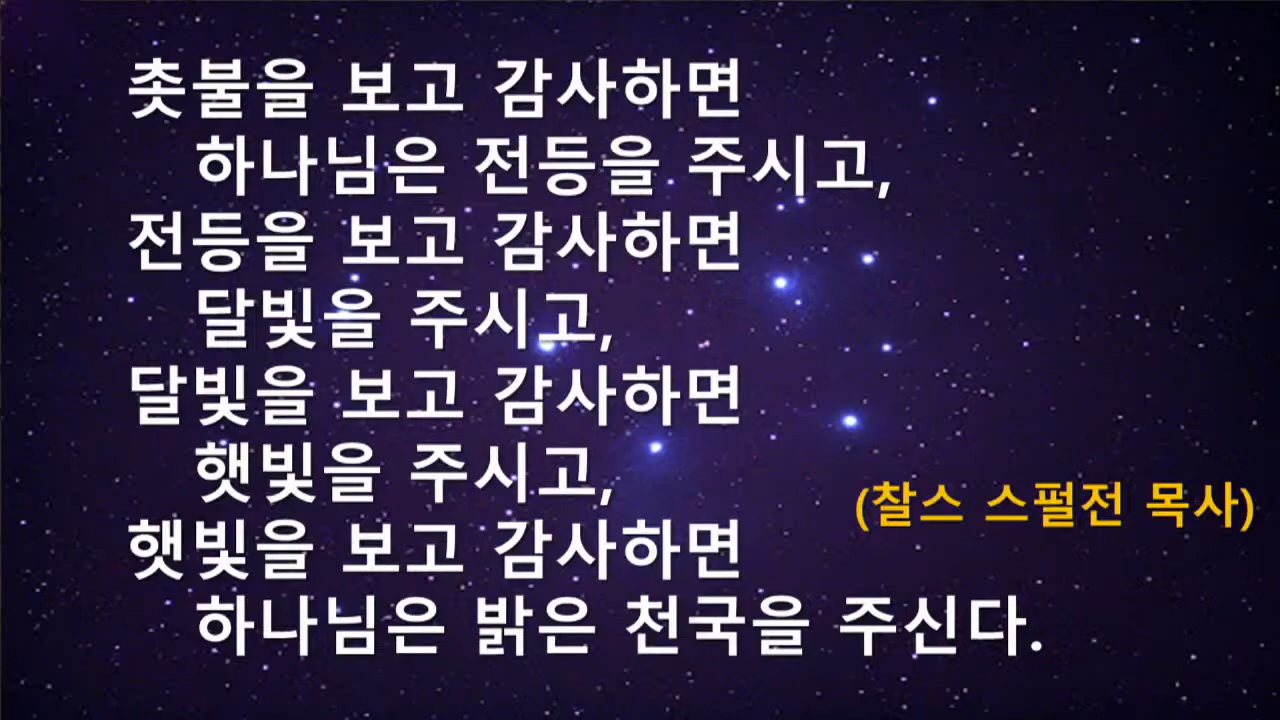 촛불을 보고 감사하면
하나님은 전등을 주시고,
전등을 보고 감사하면
달빛을 주시고,
달빛을 보고 감사하면
햇빛을 주시고,
햇빛을 보고 감사하면
하나님은 밝은 천국을 주신다.
(찰스 스펄전 목사)